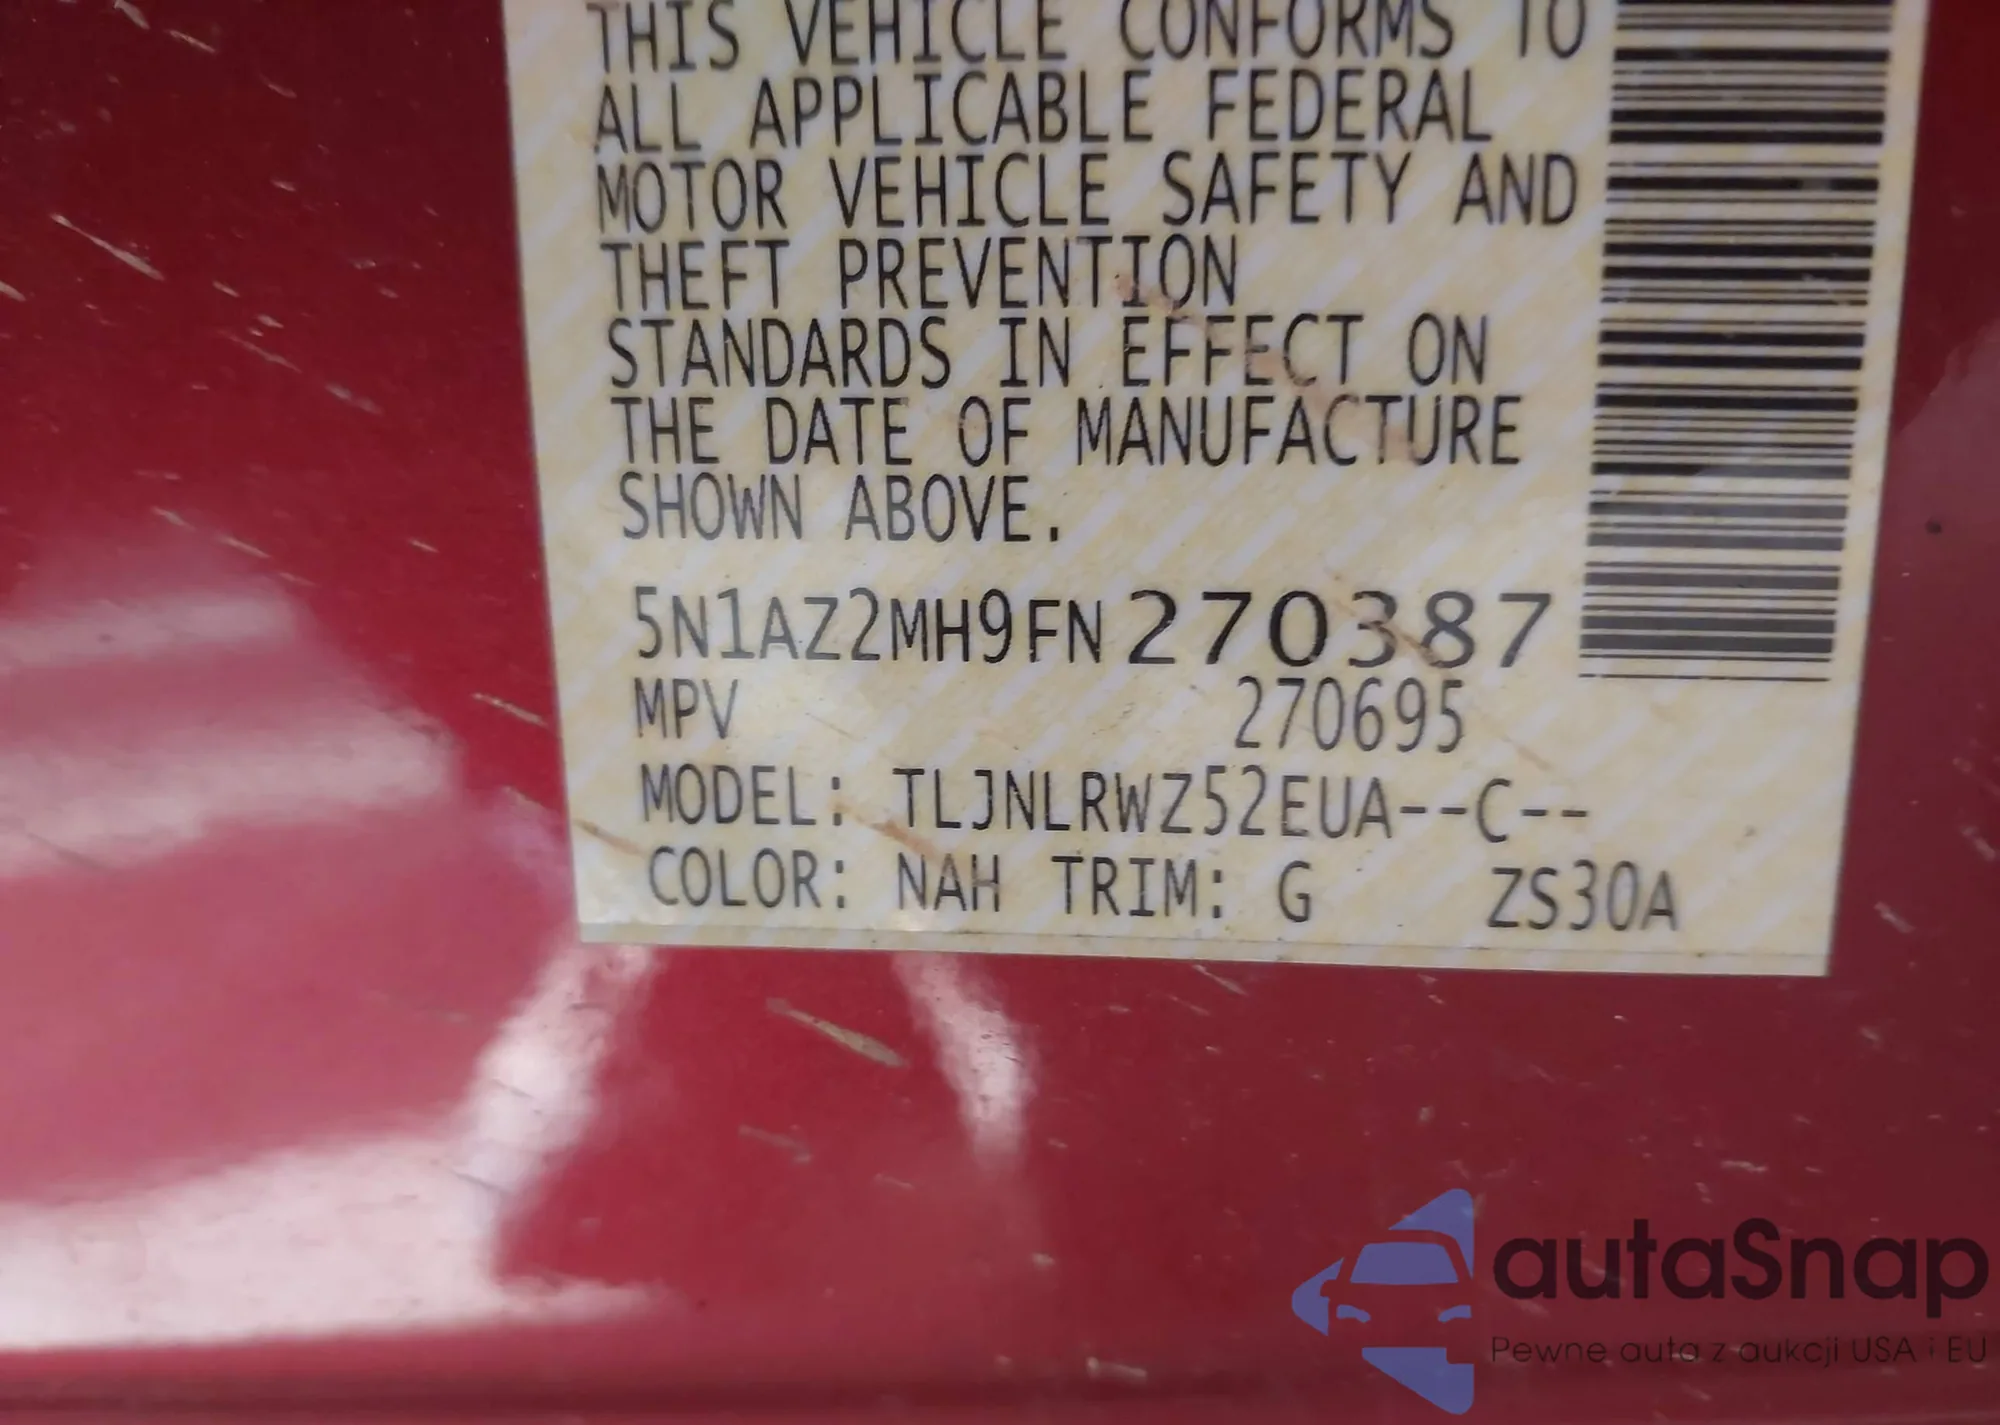 THIS VEHICLE CONFORMS TO
ALL APPLICABLE FEDERAL
MOTOR VEHICLE SAFETY AND
THEFT PREVENTION
STANDARDS IN EFFECT ON
THE DATE OF MANUFACTURE
SHOWN ABOVE.
5N1AZ2MH9FN270387
MPV 270695
MODEL: TLJNLRWZ52EUA--C--
COLOR: NAH TRIM: G ZS30A
autaSnap
Pewne auta z aukcji USA i EU